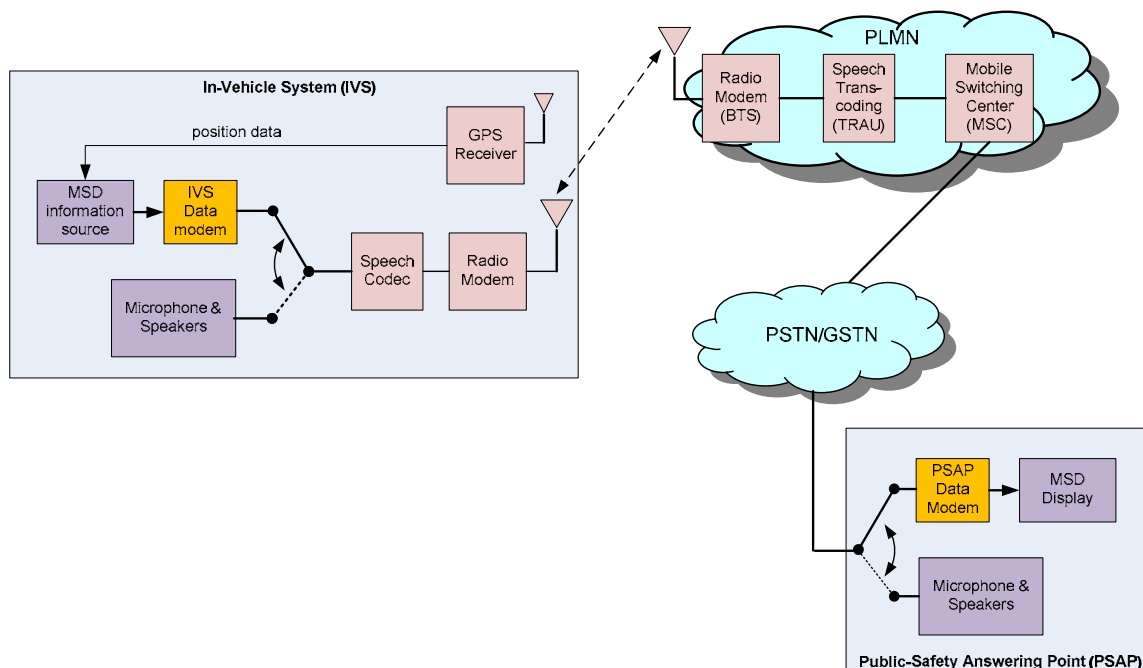 In-Vehicle System (IVS)
position data
GPS
Receiver
MSD
information
source
IVS
Data
modem
Speech
Codec
Radio
Modem
Microphone &
Speakers
PLMN
Radio
Modem
(BTS)
Speech
Trans-
coding
(TRAU)
Mobile
Switching
Center
(MSC)
PSTN/GSTN
PSAP
Data
Modem
MSD
Display
Microphone &
Speakers
Public-Safety Answering Point (PSAP)